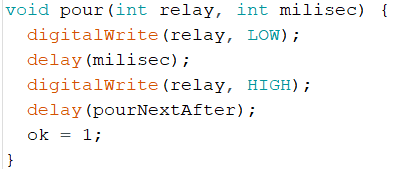 void pour(int relay, int milisec) {
digitalWrite(relay, LOW);
delay(milisec);
digitalWrite(relay, HIGH);
delay(pourNextAfter);
ok = 1;
}